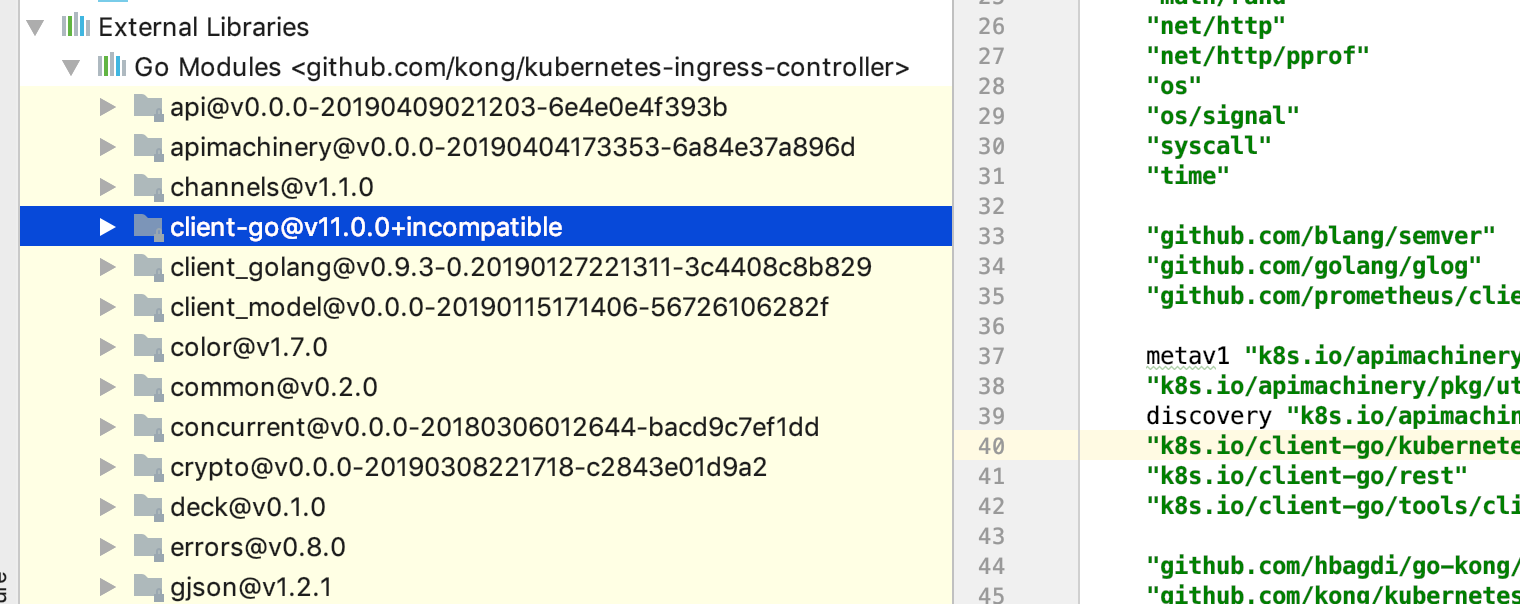 External Libraries
Go Modules <github.com/kong/kubernetes-ingress-controller>
api@v0.0.0-20190409021203-6e4e0e4f393b
apimachinery@v0.0.0-20190404173353-6a84e37a896d
channels@v1.1.0
client-go@v11.0.0+incompatible
client_golang@v0.9.3-0.20190127221311-3c4408c8b829
client_model@v0.0.0-20190115171406-56726106282f
color@v1.7.0
common@v0.2.0
concurrent@v0.0.0-20180306012644-bacd9c7ef1dd
crypto@v0.0.0-20190308221718-c2843e01d9a2
deck@v0.1.0
errors@v0.8.0
gjson@v1.2.1
25 "math/rand"
26 "net/http"
27 "net/http/pprof"
28 "os"
29 "os/signal"
30 "syscall"
31 "time"
32
33 "github.com/blang/semver"
34 "github.com/golang/glog"
35 "github.com/prometheus/clie
36
37 metav1 "k8s.io/apimachinery
38 "k8s.io/apimachinery/pkg/ut
39 discovery "k8s.io/apimachin
40 "k8s.io/client-go/kubernete
41 "k8s.io/client-go/rest"
42 "k8s.io/client-go/tools/cli
43
44 "github.com/hbagdi/go-kong/
45 "github.com/kong/kubernetes